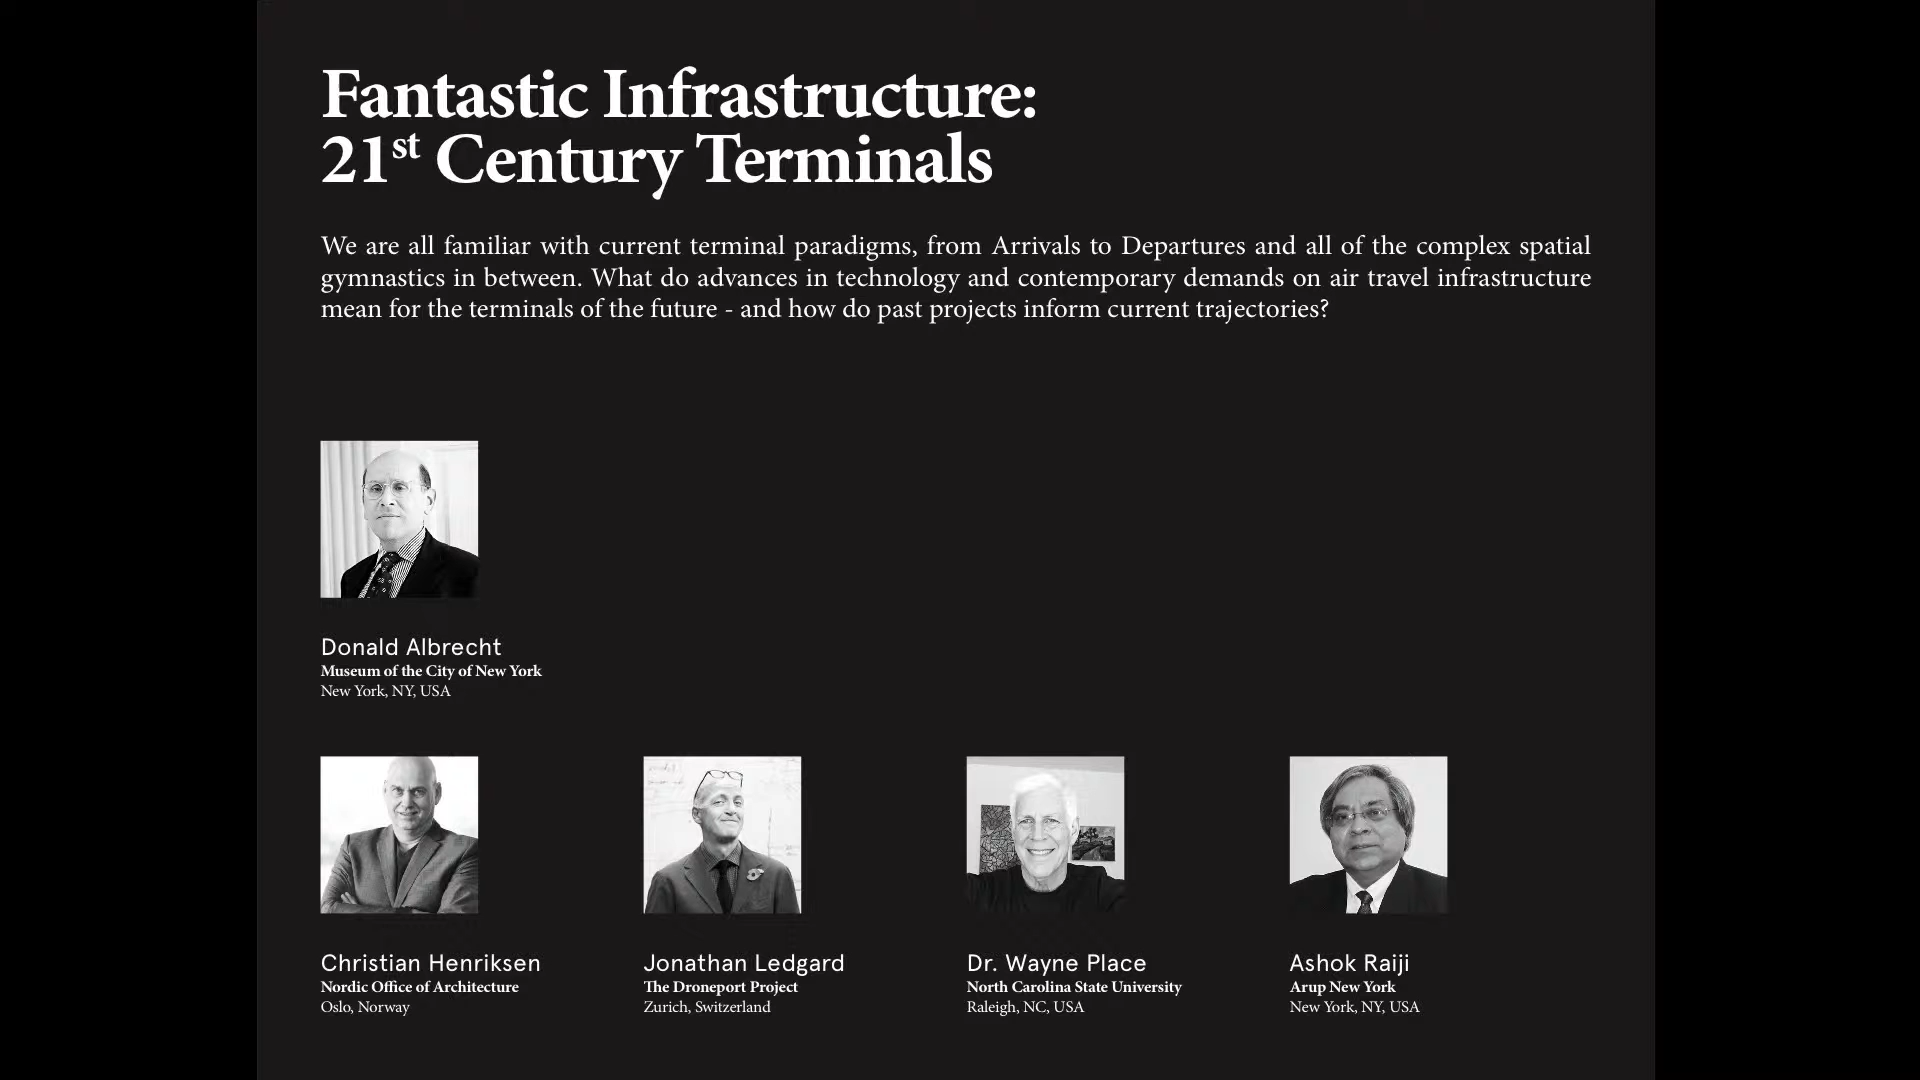 Fantastic Infrastructure:
21st Century Terminals
We are all familiar with current terminal paradigms, from Arrivals to Departures and all of the complex spatial
gymnastics in between. What do advances in technology and contemporary demands on air travel infrastructure
mean for the terminals of the future - and how do past projects inform current trajectories?
Donald Albrecht
Museum of the City of New York
New York, NY, USA
Christian Henriksen
Nordic Office of Architecture
Oslo, Norway
Jonathan Ledgard
The Droneport Project
Zurich, Switzerland
Dr. Wayne Place
North Carolina State University
Raleigh, NC, USA
Ashok Raiji
Arup New York
New York, NY, USA